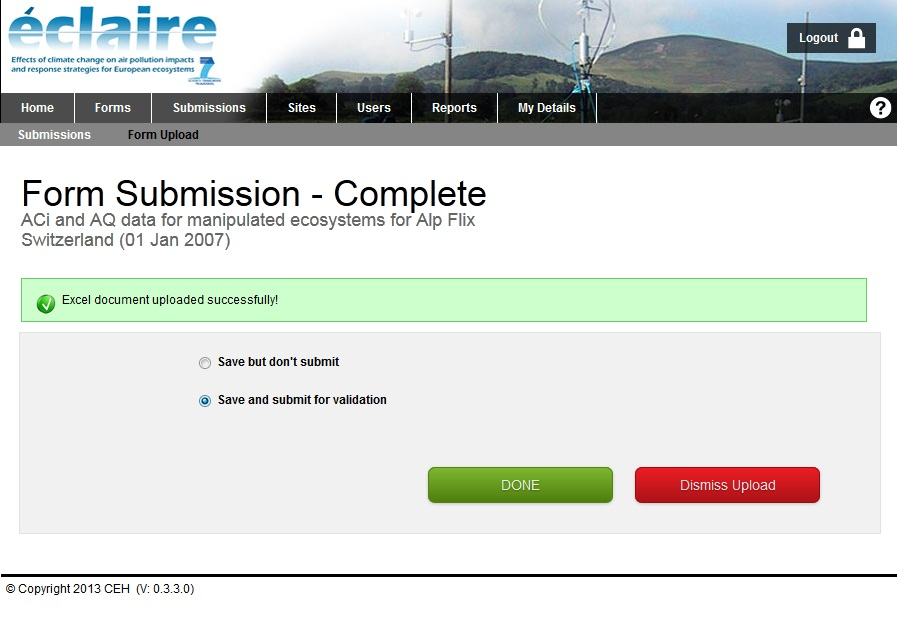 éclaire
Effects of climate change on air pollution impacts
and response strategies for European ecosystems
7
Logout
Home Forms Submissions Sites Users Reports My Details ?
Submissions Form Upload
Form Submission - Complete
ACi and AQ data for manipulated ecosystems for Alp Flix
Switzerland (01 Jan 2007)
Excel document uploaded successfully!
Save but don't submit
Save and submit for validation
DONE Dismiss Upload
© Copyright 2013 CEH (V: 0.3.3.0)